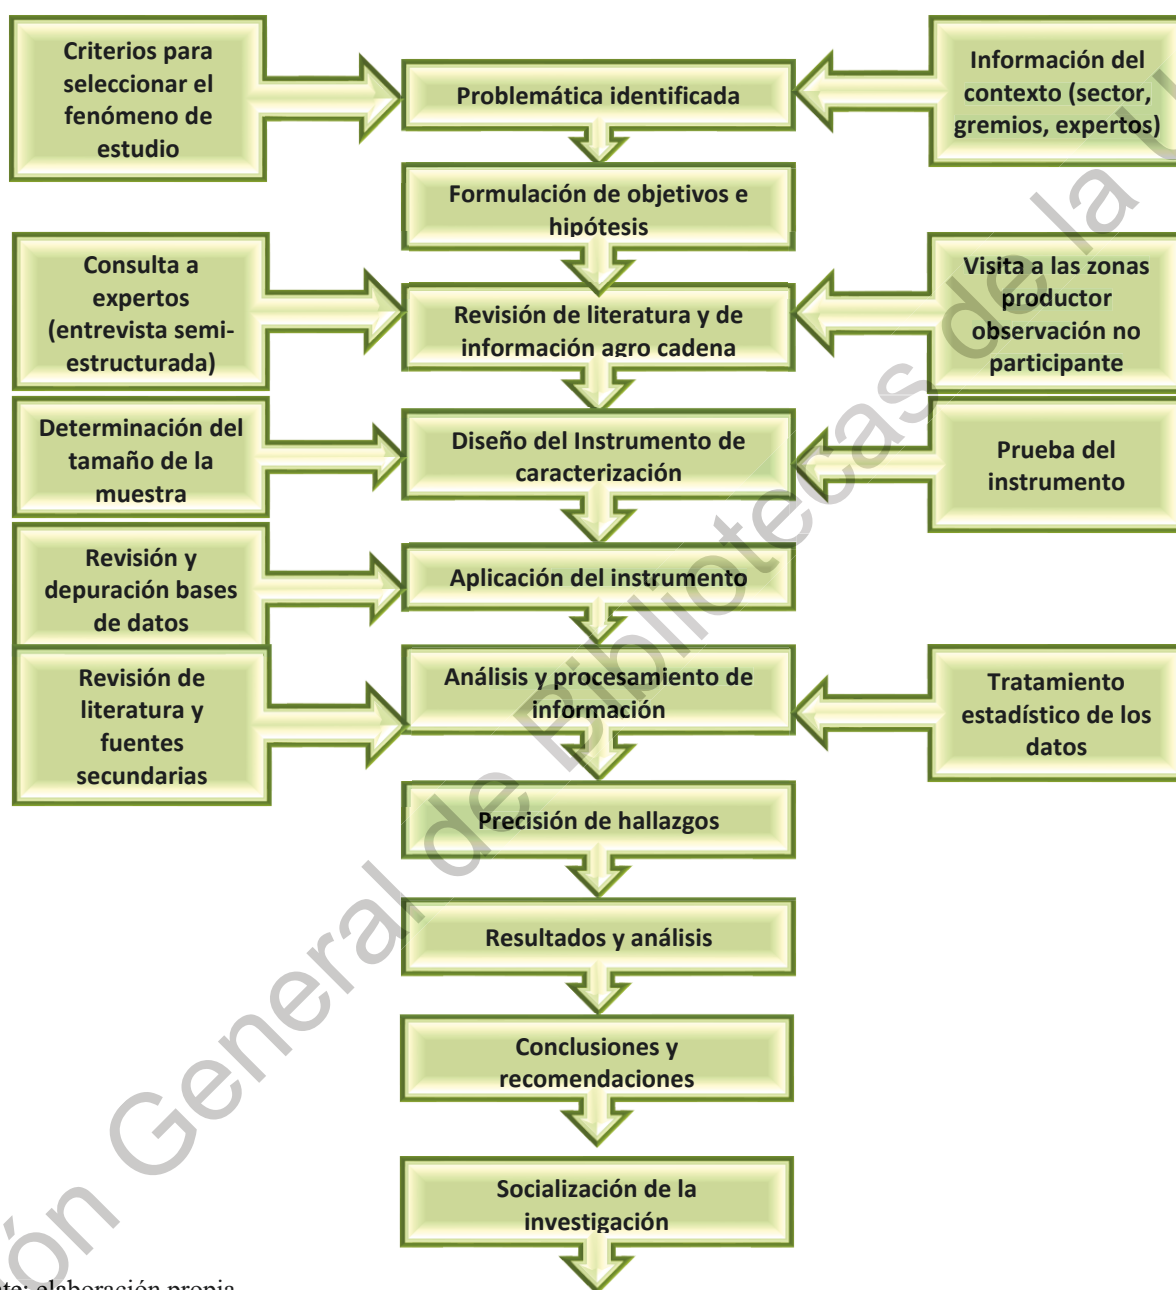 Criterios para
seleccionar el
fenómeno de
estudio
Problemática identificada
Información del
contexto (sector,
gremios, expertos)
Formulación de objetivos e
hipótesis
Consulta a
expertos
(entrevista semi-
estructurada)
Revisión de literatura y de
información agro cadena
Visita a las zonas
productor
observación no
participante
Determinación del
tamaño de la
muestra
Diseño del Instrumento de
caracterización
Prueba del
instrumento
Revisión y
depuración bases
de datos
Aplicación del instrumento
Revisión de
literatura y
fuentes
secundarias
Análisis y procesamiento de
información
Tratamiento
estadístico de los
datos
Precisión de hallazgos
Resultados y análisis
Conclusiones y
recomendaciones
Socialización de la
investigación
elaboración propia
General de Bibliotecas de la